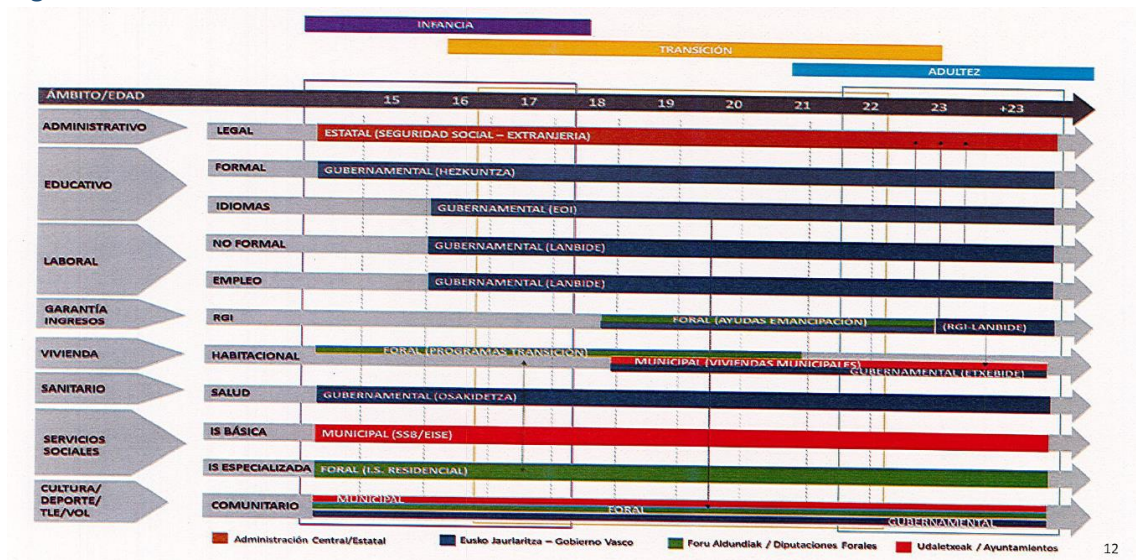 INFANCIA
TRANSICIÓN
ADULTEZ
ÁMBITO/EDAD 15 16 17 18 19 20 21 22 23 +23
ADMINISTRATIVO
LEGAL
ESTATAL (SEGURIDAD SOCIAL – EXTRANJERIA)
EDUCATIVO
FORMAL
GUBERNAMENTAL (HEZKUNTZA)
IDIOMAS
GUBERNAMENTAL (EOI)
LABORAL
NO FORMAL
GUBERNAMENTAL (LANBIDE)
EMPLEO
GUBERNAMENTAL (LANBIDE)
GARANTÍA
INGRESOS
RGI
FORAL (AYUDAS EMANCIPACIÓN)
(RGI-LANBIDE)
VIVIENDA
HABITACIONAL
FORAL (PROGRAMAS TRANSICIÓN)
MUNICIPAL (VIVIENDAS MUNICIPALES)
GUBERNAMENTAL (ETXEBIDE)
SANITARIO
SALUD
GUBERNAMENTAL (OSAKIDETZA)
SERVICIOS
SOCIALES
IS BÁSICA
MUNICIPAL (SSB/EISE)
IS ESPECIALIZADA
FORAL (I.S. RESIDENCIAL)
CULTURA/
DEPORTE/
TLE/VOL
COMUNITARIO
MUNICIPAL
FORAL
GUBERNAMENTAL
Administración Central/Estatal
Eusko Jaurlaritza – Gobierno Vasco
Foru Aldundiak / Diputaciones Forales
Udaletxeak / Ayuntamientos
12